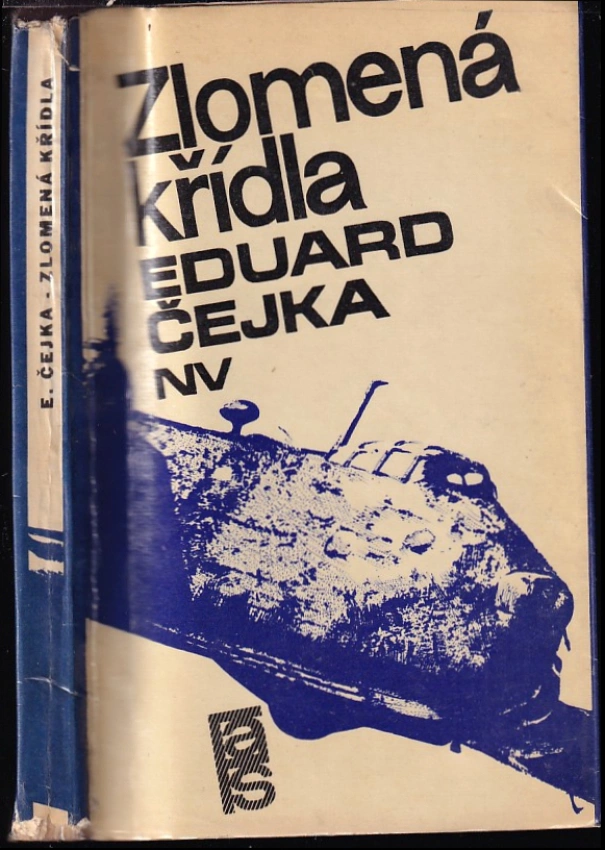 E. ČEJKA - ZLOMENÁ KŘÍDLA
Zlomená
křídla
EDUARD
ČEJKA
NV